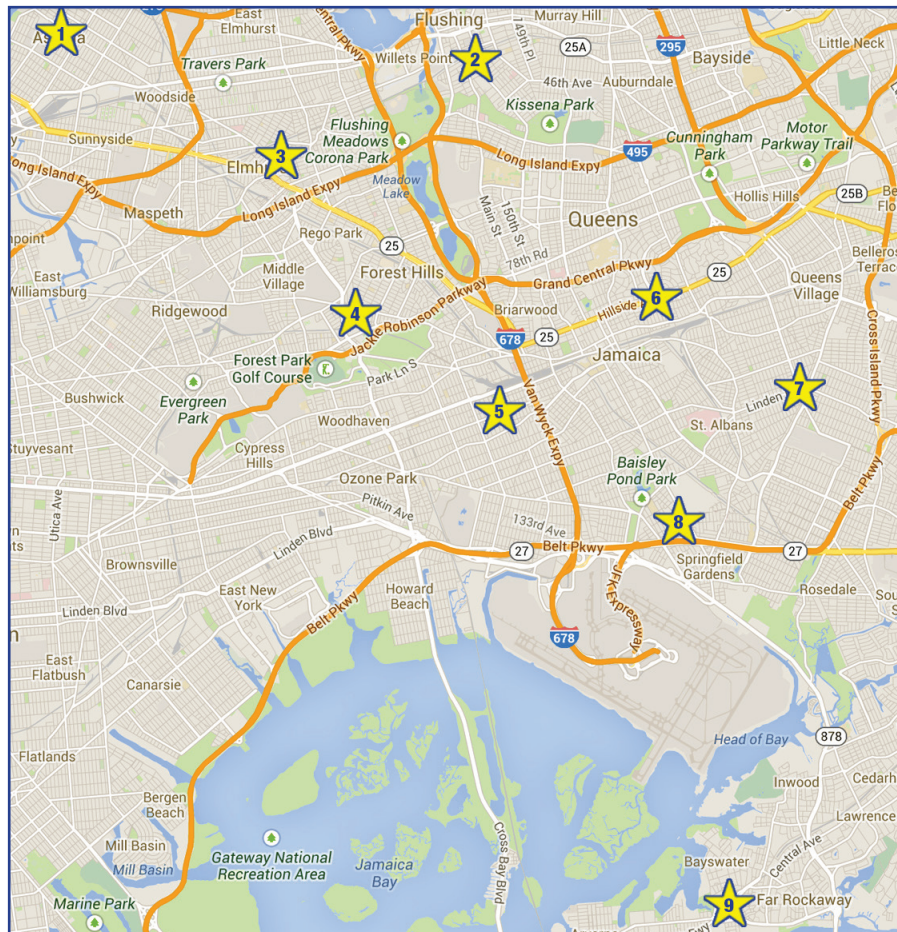 East
Elmhurst
Flushing
Murray Hill
149th Pl
25A
295
Bayside
Little Neck
1
Willets Point
2
Travers Park
46th Ave
Auburndale
Woodside
Kissena Park
Sunnyside
Flushing
Meadows
Corona Park
Cunningham
Park
Motor
Parkway Trail
3
Long Island Expy
495
Long Island Expy
Meadow
Lake
Maspeth
Long Island Expy
Main St
150th St
Hollis Hills
25B
Queens
Rego Park
25
78th Rd
East
Williamsburg
Middle
Village
Forest Hills
Grand Central Pkwy
25
Queens
Village
Ridgewood
4
Jackie Robinson Parkway
Briarwood
6
678
25
Jamaica
Cross Island Pkwy
Forest Park
Golf Course
Park Ln S
Evergreen
Park
Bushwick
5
Van Wyck Expy
7
Linden
St. Albans
Woodhaven
Cypress
Hills
Belt Pkwy
Baisley
Pond Park
Ozone Park
Utica Ave
Pitkin Ave
133rd Ave
8
Linden Blvd
27
Belt Pkwy
27
Brownsville
Springfield
Gardens
JFK Expressway
East New
York
Howard
Beach
Rosedale
Linden Blvd
Belt Pkwy
678
East
Flatbush
Canarsie
Head of Bay
878
Flatlands
Inwood
Bergen
Beach
Lawrence
Cross Bay Blvd
Mill Basin
Mill Basin
Gateway National
Recreation Area
Jamaica
Bay
Bayswater
Central Ave
Marine Park
9
Far Rockaway